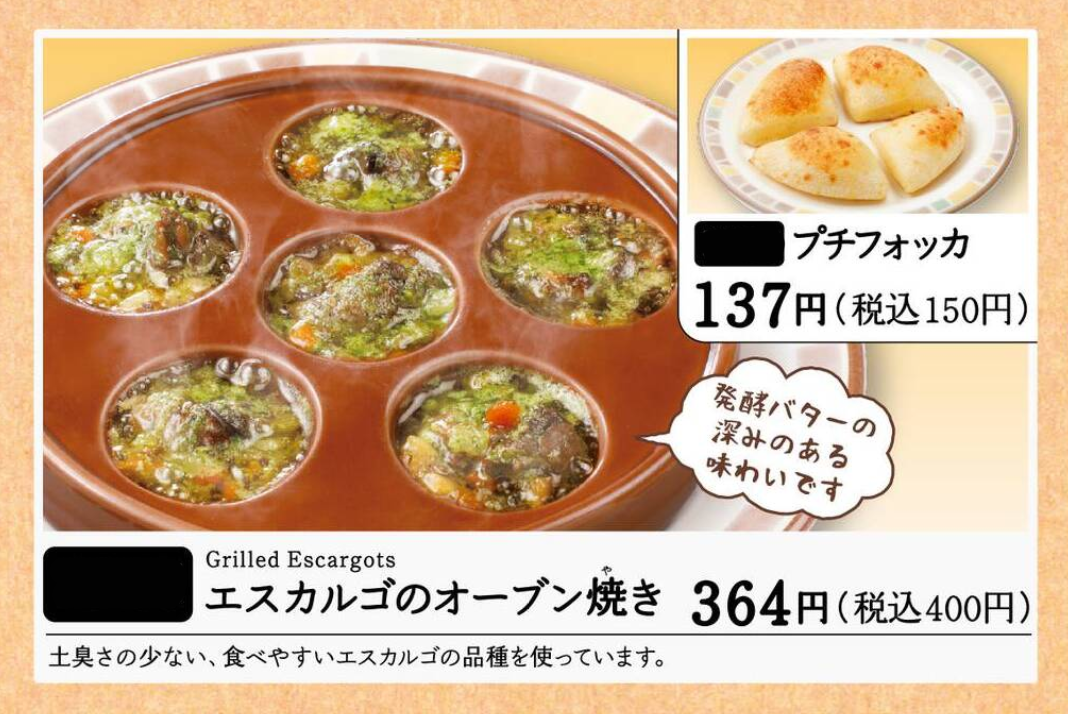 プチフォッカ
137円(税込150円)
発酵バターの
深みのある
味わいです
Grilled Escargots
や
エスカルゴのオーブン焼き 364円(税込400円)
土臭さの少ない、食べやすいエスカルゴの品種を使っています。